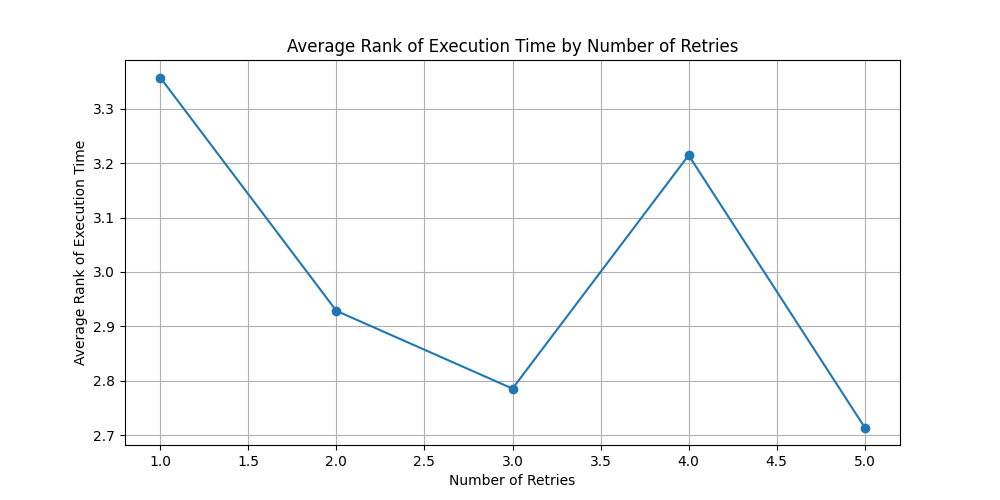 Average Rank of Execution Time by Number of Retries
Average Rank of Execution Time
3.3
3.2
3.1
3.0
2.9
2.8
2.7
1.0 1.5 2.0 2.5 3.0 3.5 4.0 4.5 5.0
Number of Retries